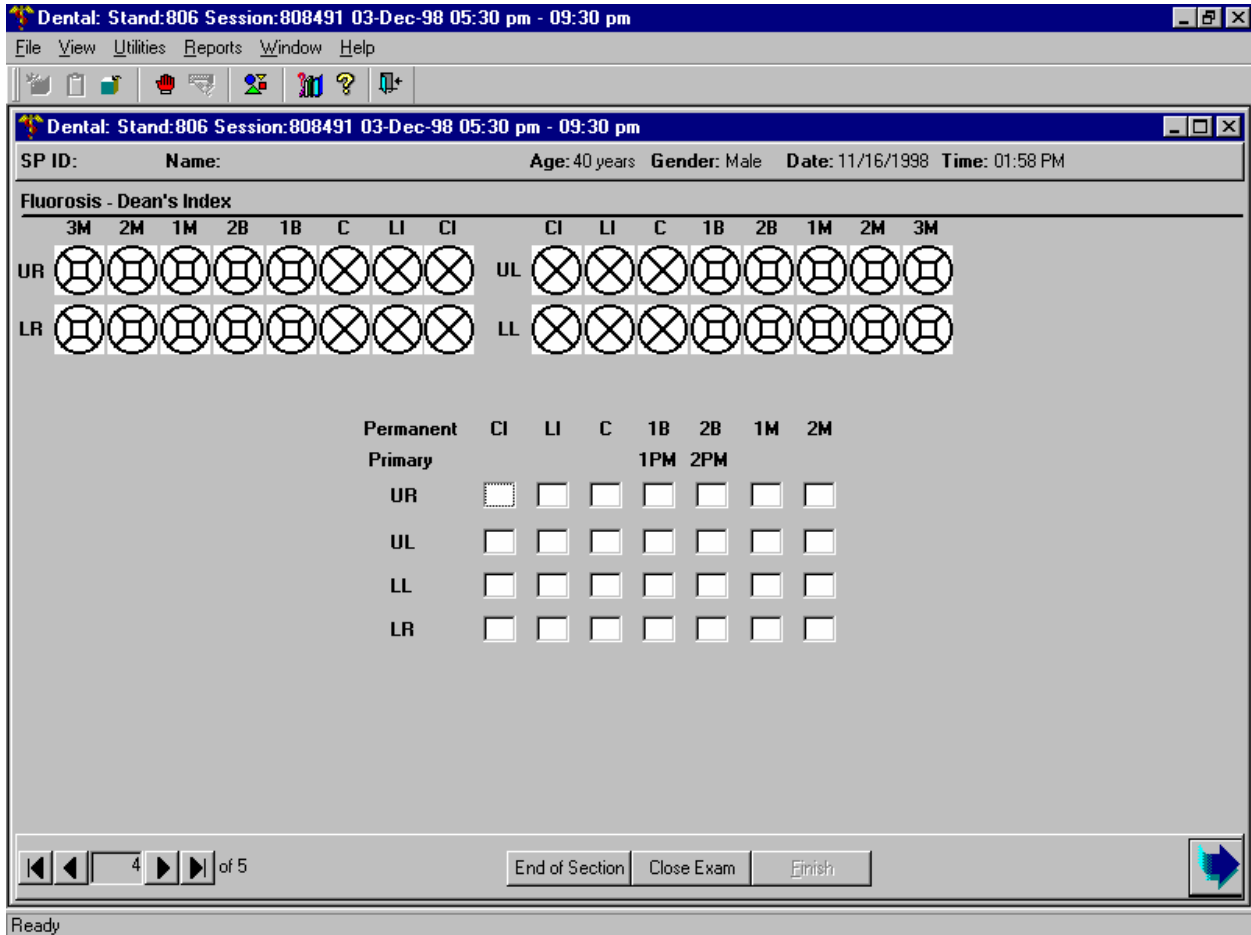 Dental: Stand:806 Session:808491 03-Dec-98 05:30 pm - 09:30 pm
File View Utilities Reports Window Help
Dental: Stand:806 Session:808491 03-Dec-98 05:30 pm - 09:30 pm
SP ID: Name: Age: 40 years Gender: Male Date: 11/16/1998 Time: 01:58 PM
Fluorosis - Dean's Index
3M 2M 1M 2B 1B C LI CI CI LI C 1B 2B 1M 2M 3M
UR UL
LR LL
Permanent CI LI C 1B 2B 1M 2M
Primary 1PM 2PM
UR
UL
LL
LR
4 of 5 End of Section Close Exam Finish
Ready